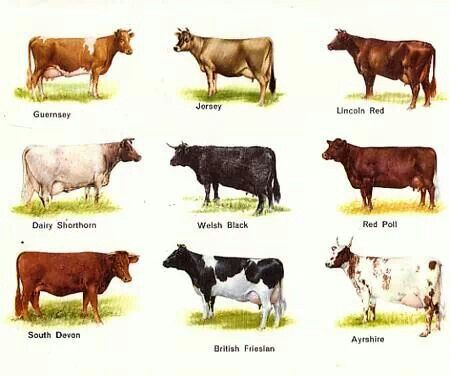 Guernsey
Jersey
Lincoln Red
Dairy Shorthorn
Welsh Black
Red Poll
South Devon
British Friesian
Ayrshire